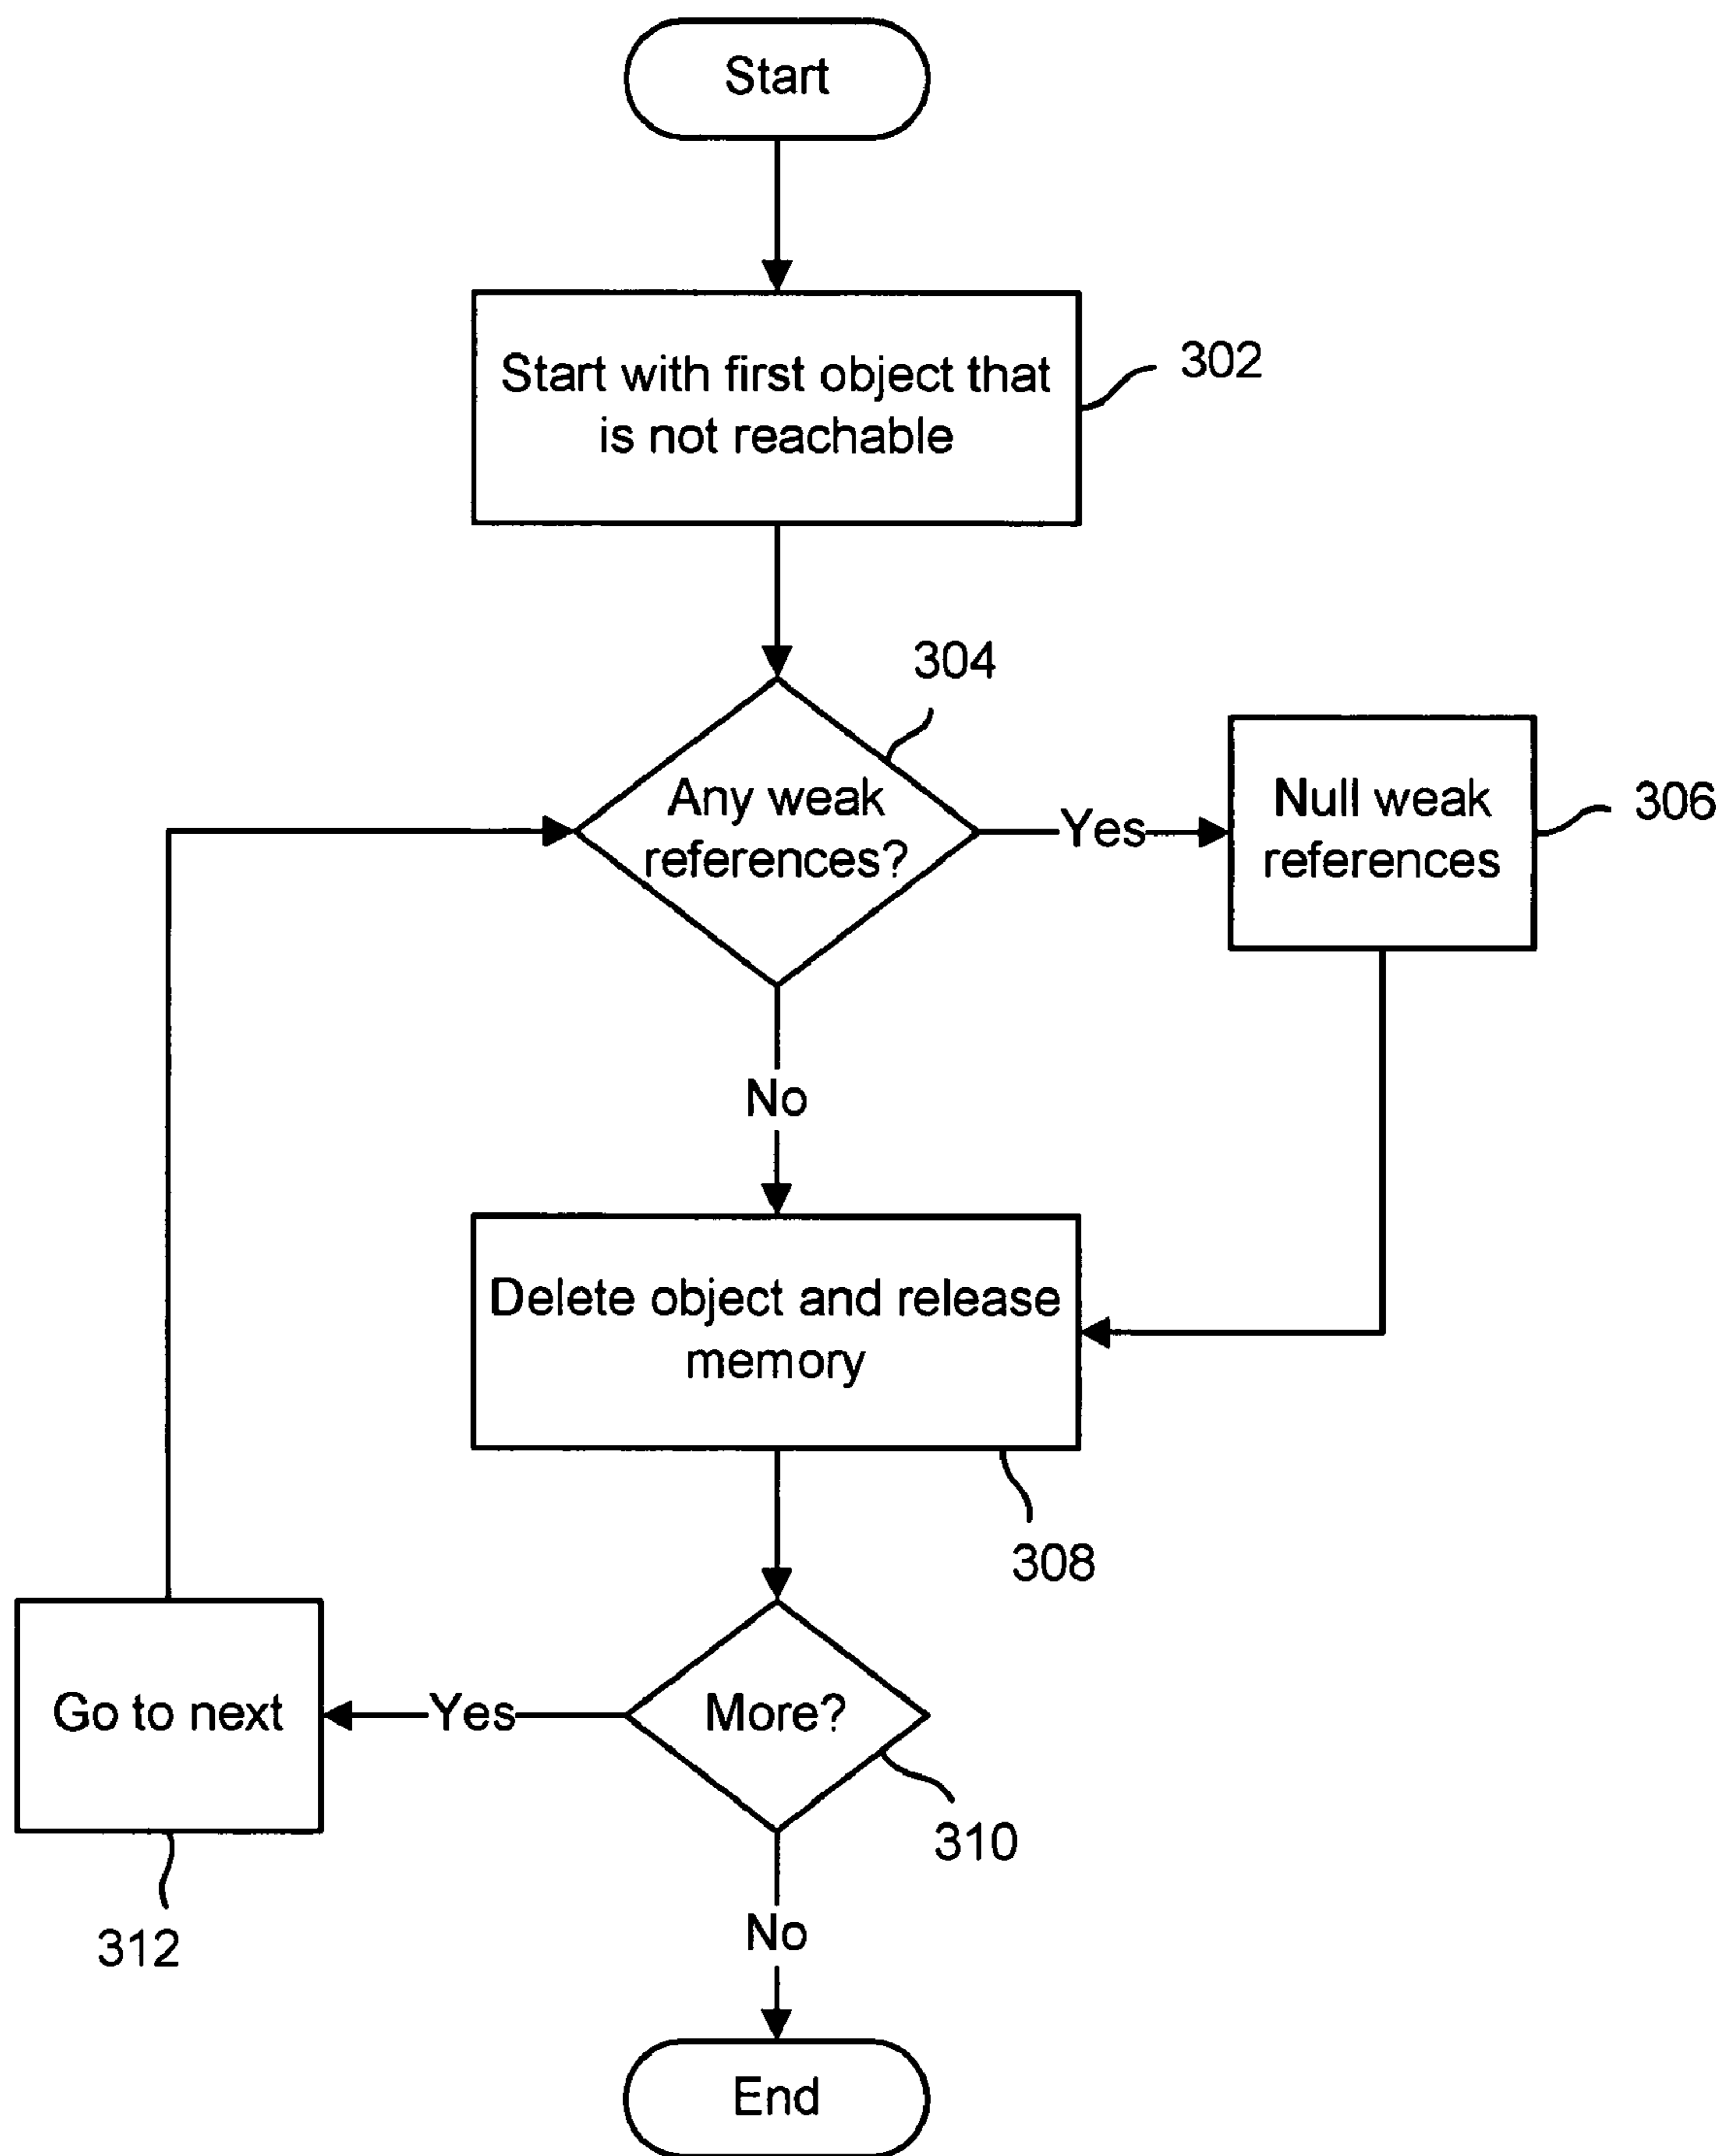 Start
Start with first object that
is not reachable
302
304
Any weak
references?
Yes
Null weak
references
306
No
Delete object and release
memory
308
Go to next
Yes
More?
310
312
No
End